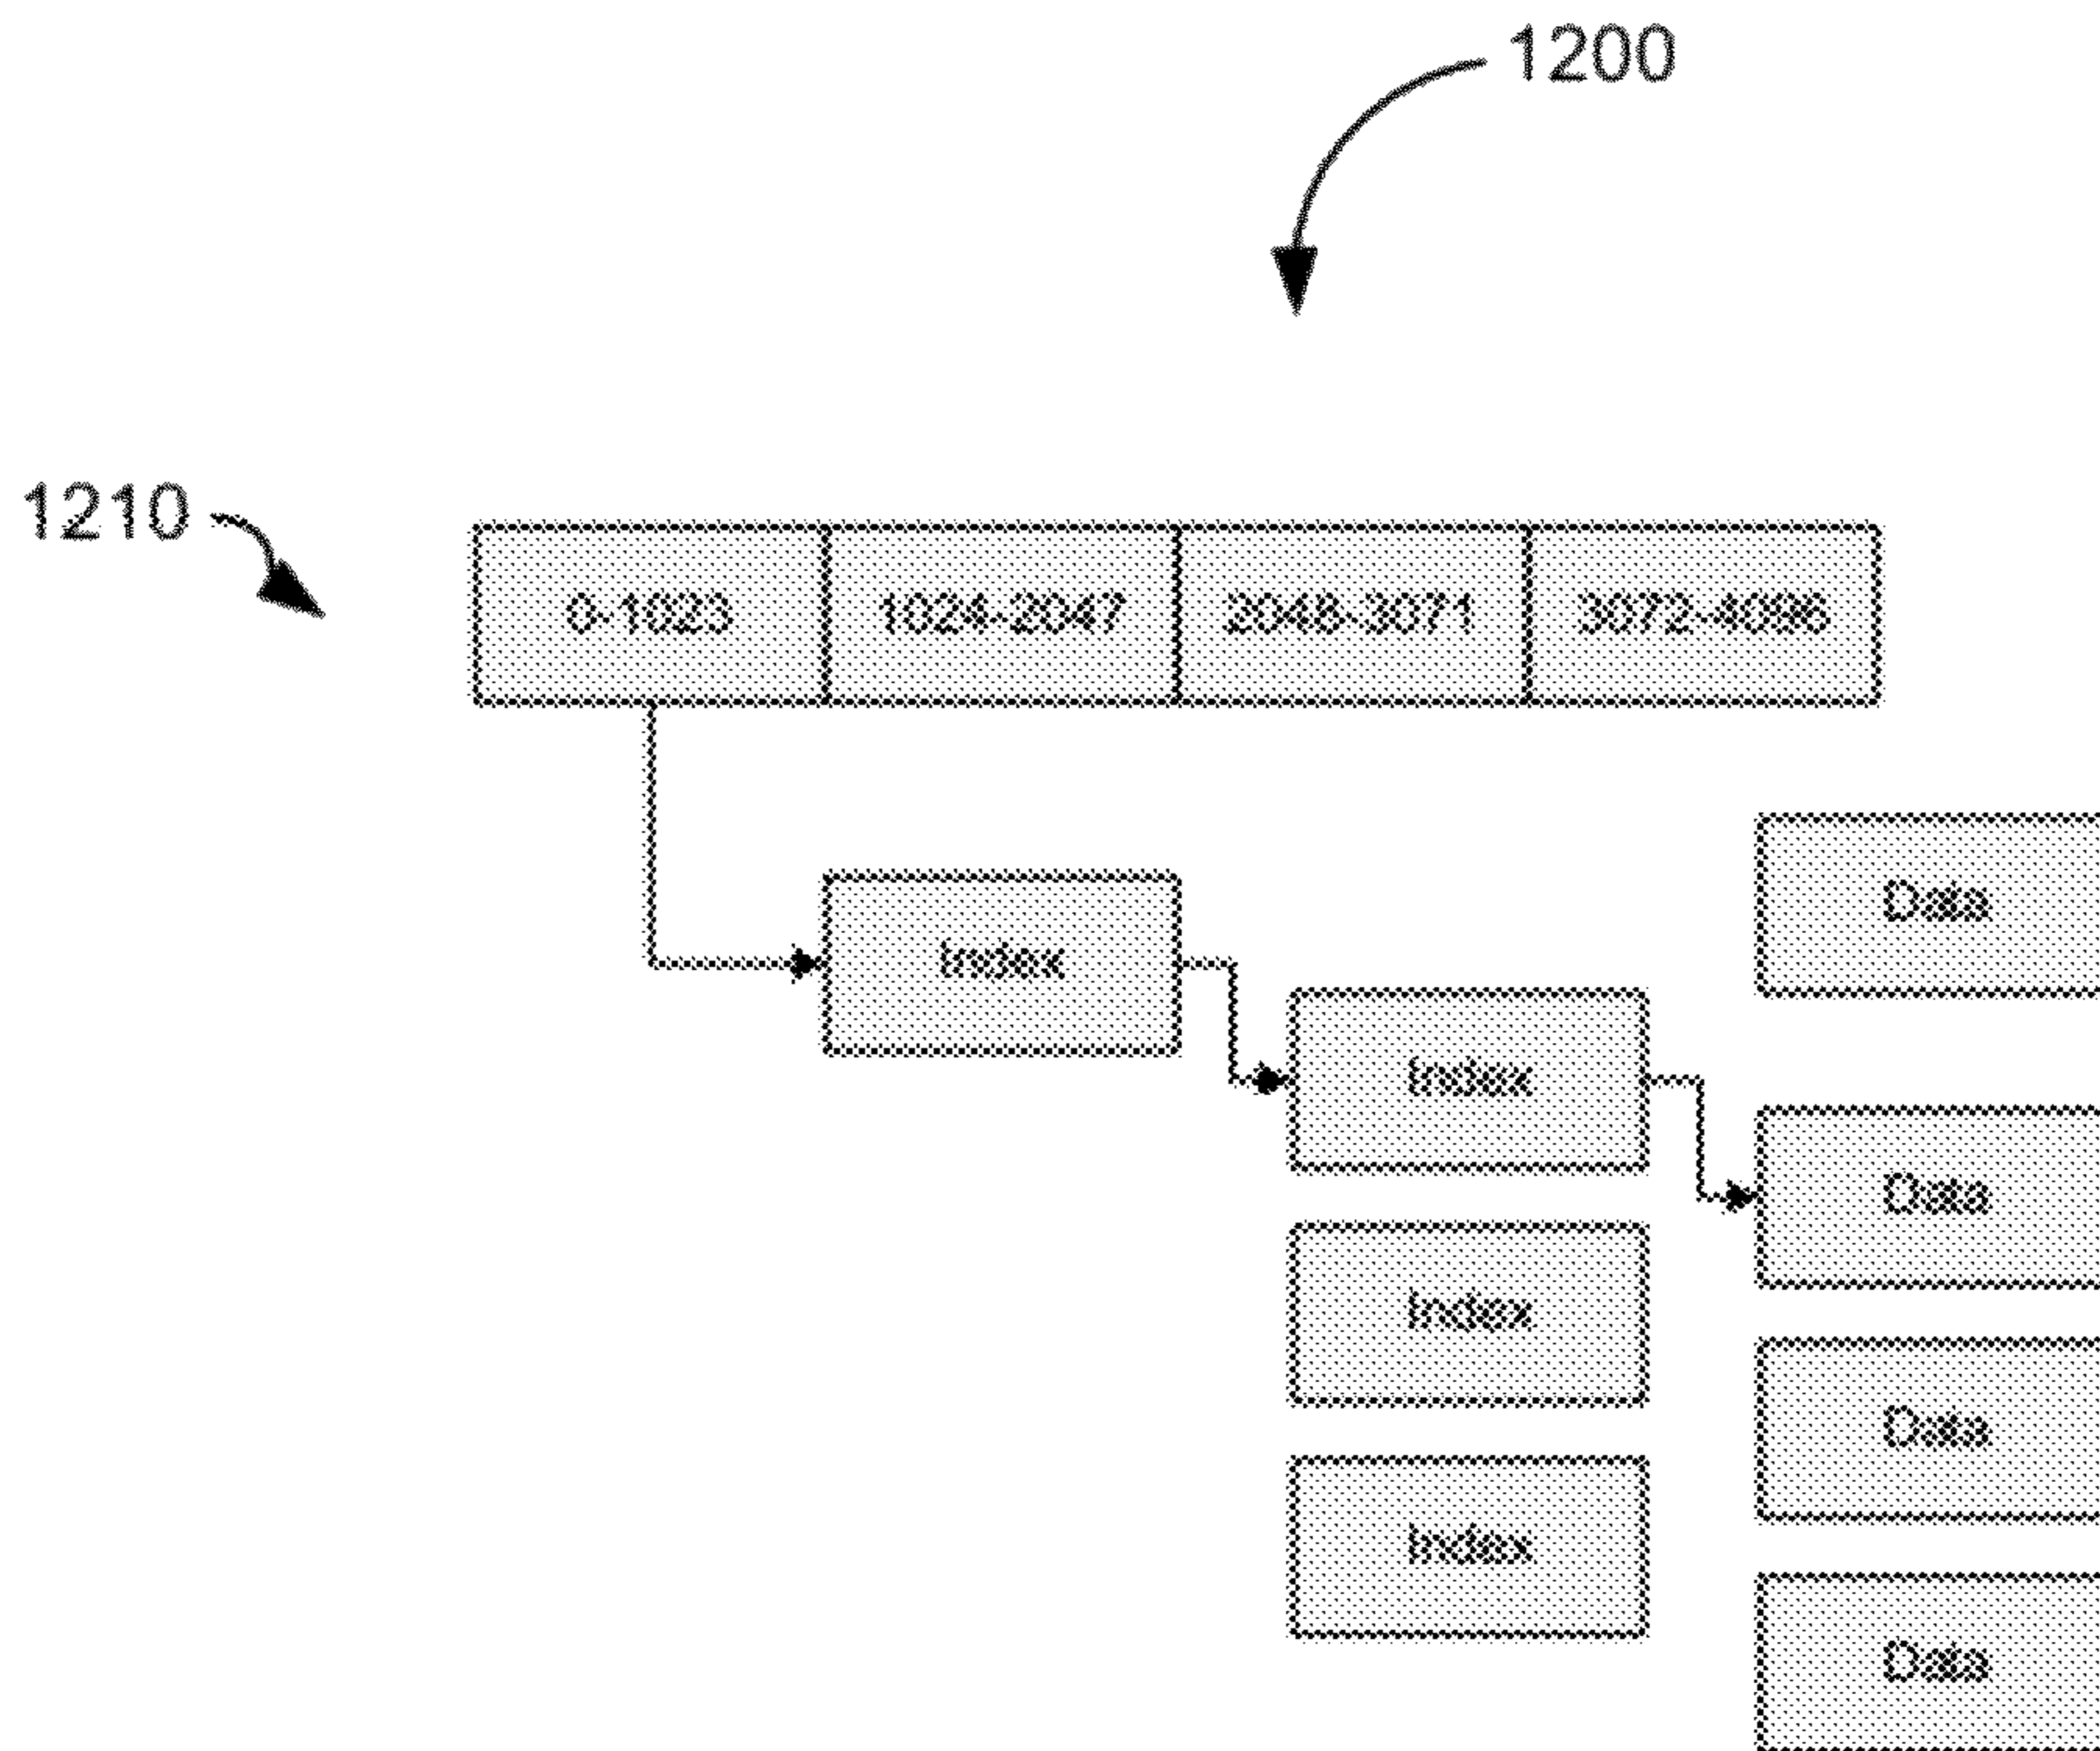 1200
1210
0-1023 1024-2047 2048-3071 3072-4096
Data
Index
Index
Data
Index
Data
Index
Data